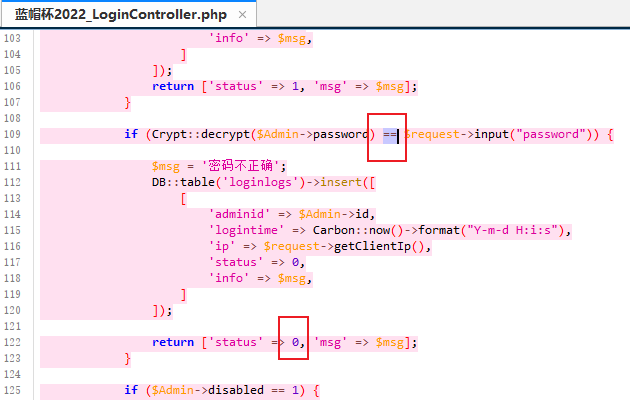 蓝帽杯2022_LoginController.php ×
103 'info' => $msg,
104 ]
105 ]);
106 return ['status' => 1, 'msg' => $msg];
107 }
108
109 if (Crypt::decrypt($Admin->password) == $request->input("password")) {
110
111 $msg = '密码不正确';
112 DB::table('loginlogs')->insert([
113 [
114 'adminid' => $Admin->id,
115 'logintime' => Carbon::now()->format("Y-m-d H:i:s"),
116 'ip' => $request->getClientIp(),
117 'status' => 0,
118 'info' => $msg,
119 ]
120 ]);
121
122 return ['status' => 0, 'msg' => $msg];
123 }
124
125 if ($Admin->disabled == 1) {